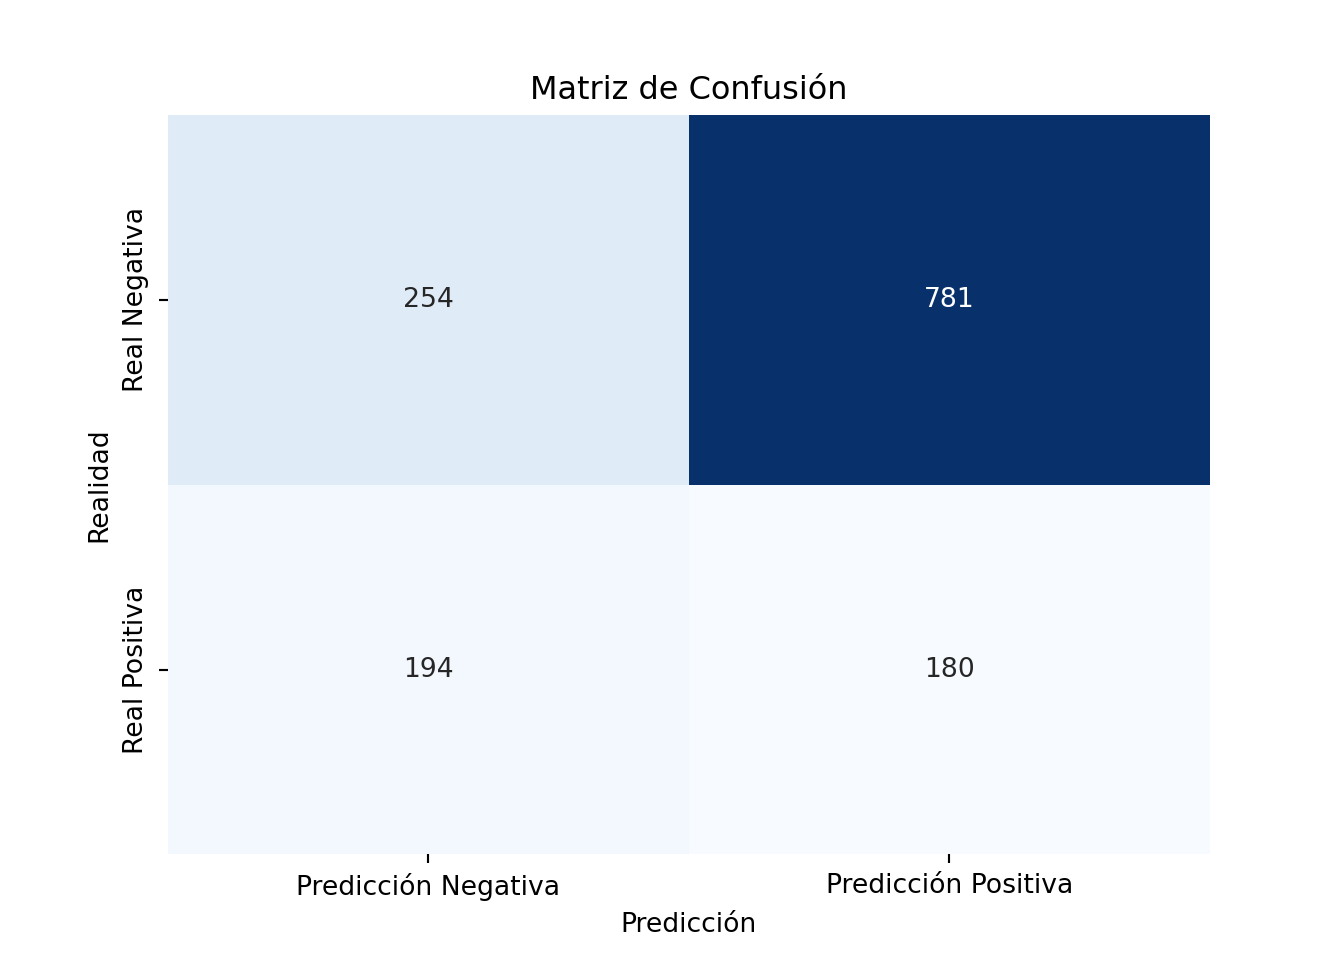 Matriz de Confusión
Realidad
Real Negativa
254
781
Real Positiva
194
180
Predicción Negativa
Predicción Positiva
Predicción